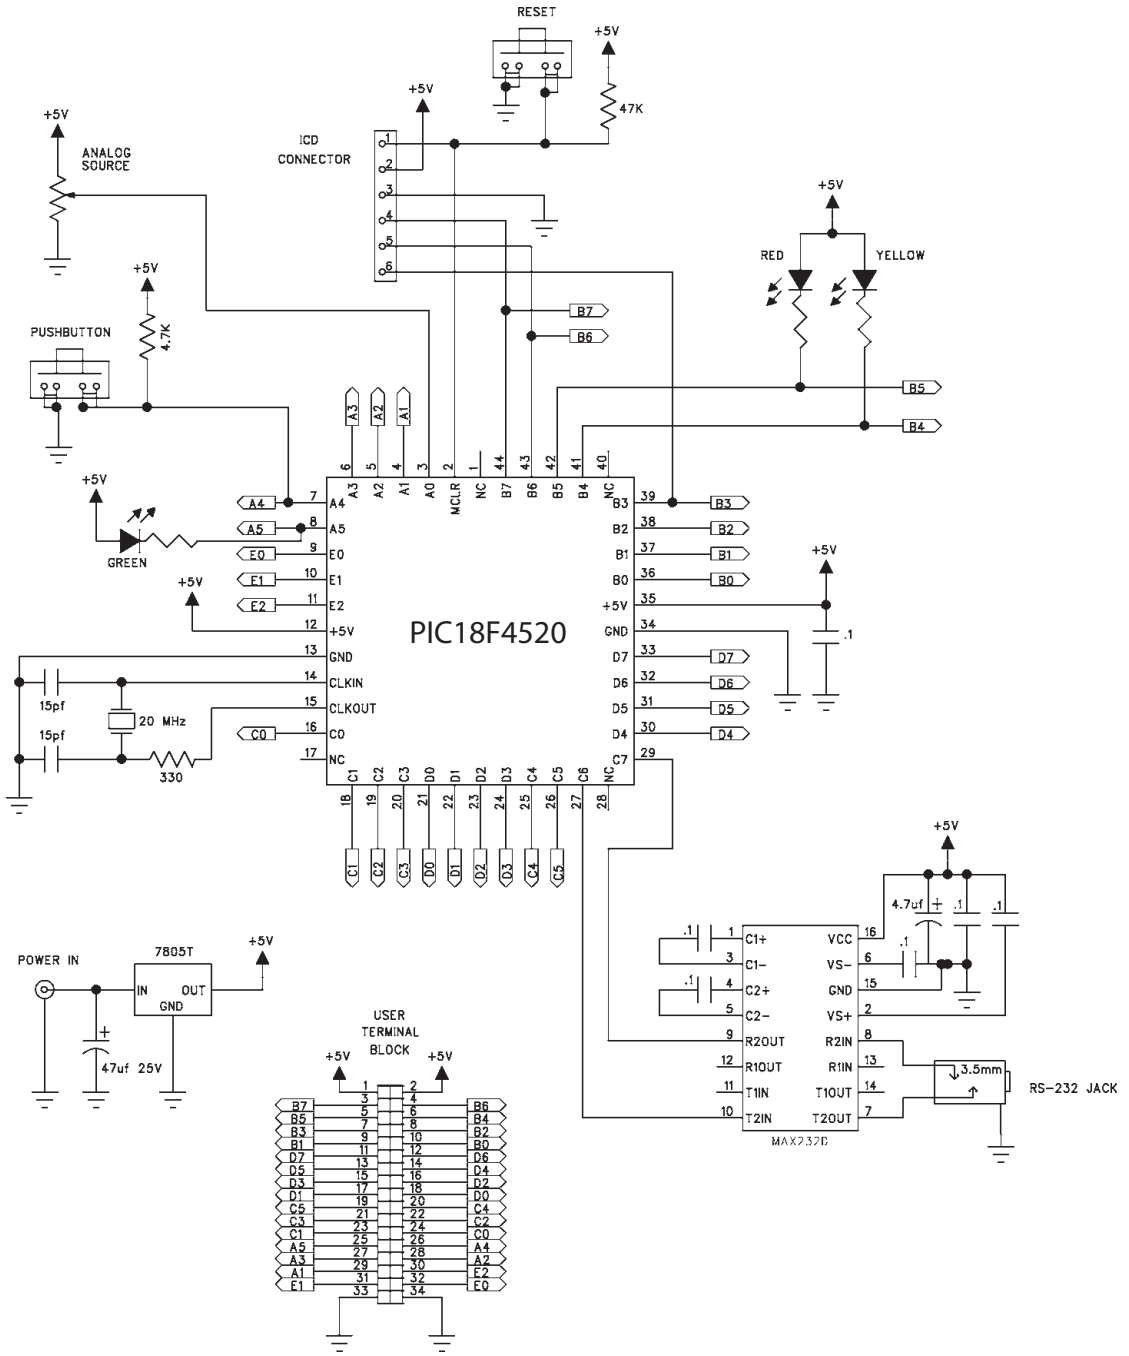 RESET
+5V
47K
+5V
ICD
CONNECTOR
1
2
3
4
5
6
+5V
ANALOG
SOURCE
+5V
RED
YELLOW
+5V
4.7K
PUSHBUTTON
B7
B6
B5
B4
A3
A2
A1
6
5
4
3
2
1
44
43
42
41
40
A3
A2
A1
A0
MCLR
NC
B7
B6
B5
B4
NC
+5V
GREEN
+5V
A4
7
A4
A5
8
A5
E0
9
E0
E1
10
E1
E2
11
E2
12
+5V
13
GND
14
CLKIN
15
CLKOUT
C0
16
C0
17
NC
PIC18F4520
B3
39
B3
B2
38
B2
B1
37
B1
B0
36
B0
+5V
35
+5V
.1
GND
34
D7
33
D7
D6
32
D6
D5
31
D5
D4
30
D4
C7
29
15pf
20 MHz
15pf
330
C1
C2
C3
D0
D1
D2
D3
C4
C5
C6
NC
18
19
20
21
22
23
24
25
26
27
28
C1
C2
C3
D0
D1
D2
D3
C4
C5
+5V
4.7uf
+
.1
.1
.1
.1
.1
1
C1+
VCC
16
3
C1-
VS-
6
4
C2+
GND
15
5
C2-
VS+
2
9
R2OUT
R2IN
8
12
R1OUT
R1IN
13
11
T1IN
T1OUT
14
10
T2IN
T2OUT
7
MAX232D
3.5mm
RS-232 JACK
POWER IN
7805T
IN
OUT
GND
+5V
+
47uf 25V
USER
TERMINAL
BLOCK
+5V
+5V
1
2
B7
3
4
B6
B5
5
6
B4
B3
7
8
B2
B1
9
10
B0
D7
11
12
D6
D5
13
14
D4
D3
15
16
D2
D1
17
18
D0
C5
19
20
C4
C3
21
22
C2
C1
23
24
C0
A5
25
26
A4
A3
27
28
A2
A1
29
30
E2
E1
31
32
E0
33
34